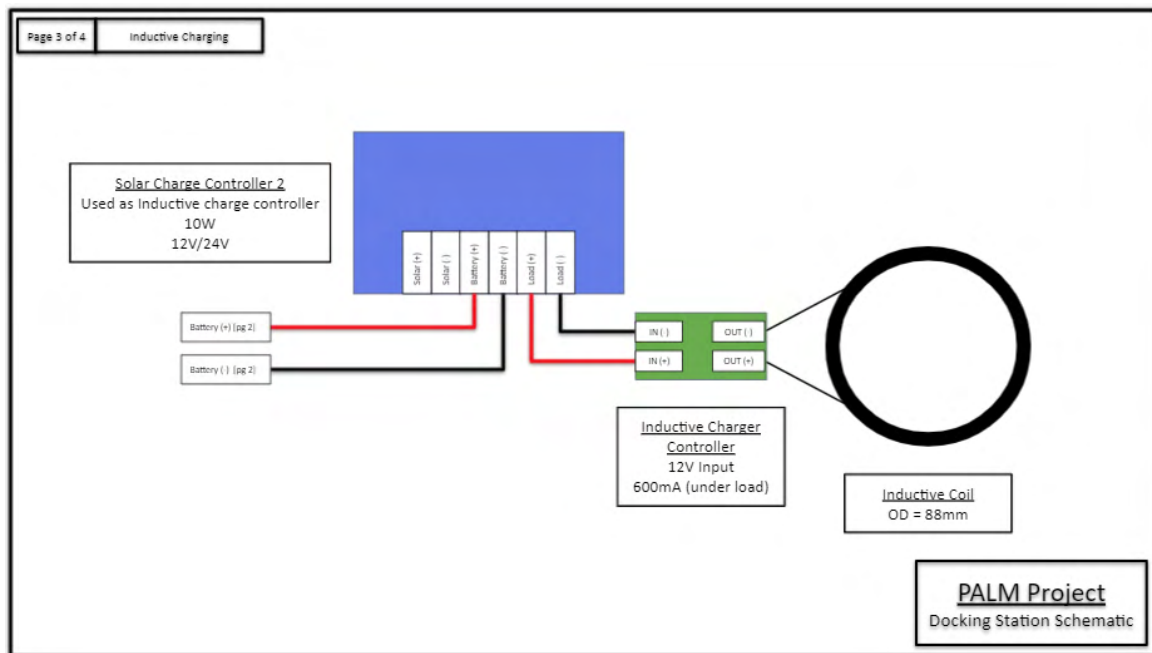 Page 3 of 4
Inductive Charging
Solar Charge Controller 2
Used as Inductive charge controller
10W
12V/24V
Solar (+)
Solar (-)
Battery (+)
Battery (-)
Load (+)
Load (-)
Battery (+) (pg 2)
Battery (-) (pg 2)
IN (-)
OUT (-)
IN (+)
OUT (+)
Inductive Charger
Controller
12V Input
600mA (under load)
Inductive Coil
OD = 88mm
PALM Project
Docking Station Schematic